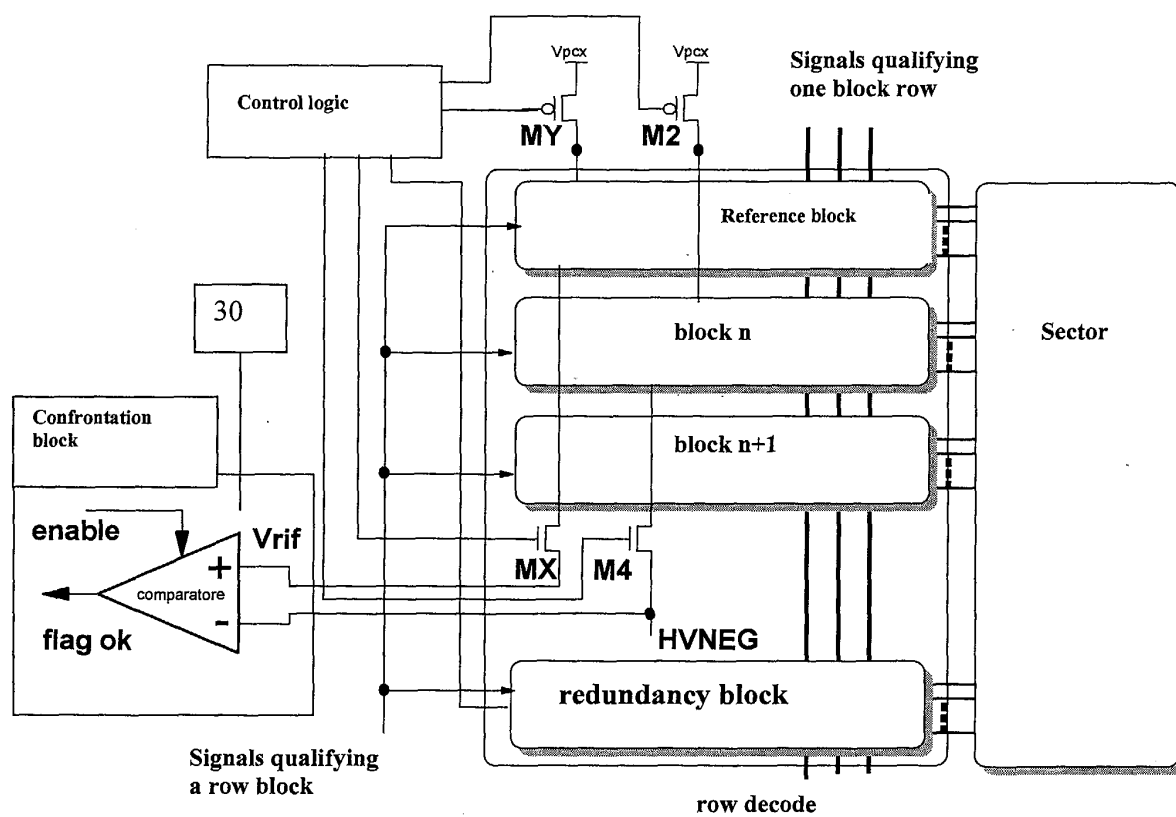 Vpcx
Vpcx
Signals qualifying
one block row
Control logic
MY
M2
Reference block
30
block n
Sector
Confrontation
block
block n+1
enable
Vrif
+
MX
M4
comparatore
-
flag ok
HVNEG
redundancy block
Signals qualifying
a row block
row decode